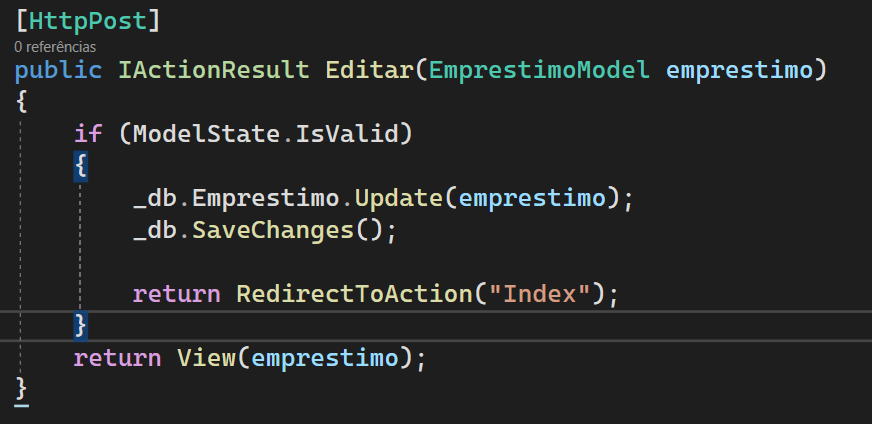 [HttpPost]
0 referências
public IActionResult Editar(EmprestimoModel emprestimo)
{
if (ModelState.IsValid)
{
_db.Emprestimo.Update(emprestimo);
_db.SaveChanges();
return RedirectToAction("Index");
}
return View(emprestimo);
}